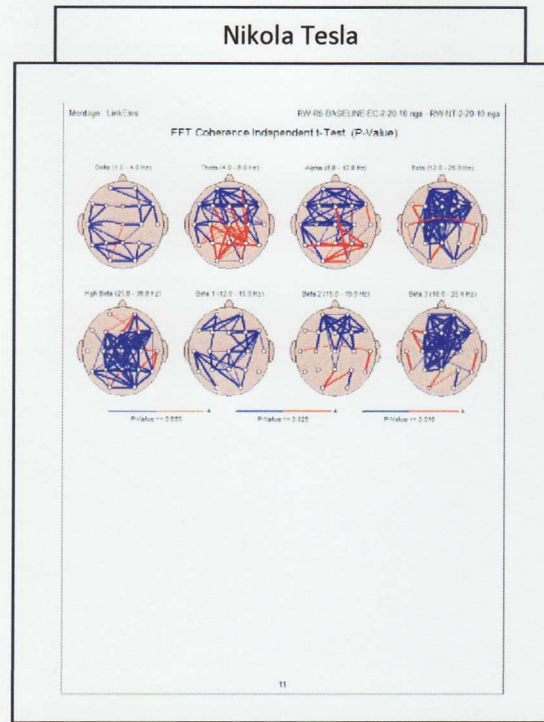 Nikola Tesla
Montage: LinkEars RW-R6-BASELINE-EC-2-20-10 nga - RW-NT-2-20-10 nga
FFT Coherence Independent t-Test (P-Value)
Delta (1.0 - 4.0 Hz) Theta (4.0 - 8.0 Hz) Alpha (8.0 - 12.0 Hz) Beta (12.0 - 25.0 Hz)
High Beta (25.0 - 30.0 Hz) Beta 1 (12.0 - 15.0 Hz) Beta 2 (15.0 - 18.0 Hz) Beta 3 (18.0 - 25.0 Hz)
P-Value <= 0.050 P-Value <= 0.025 P-Value <= 0.010
11